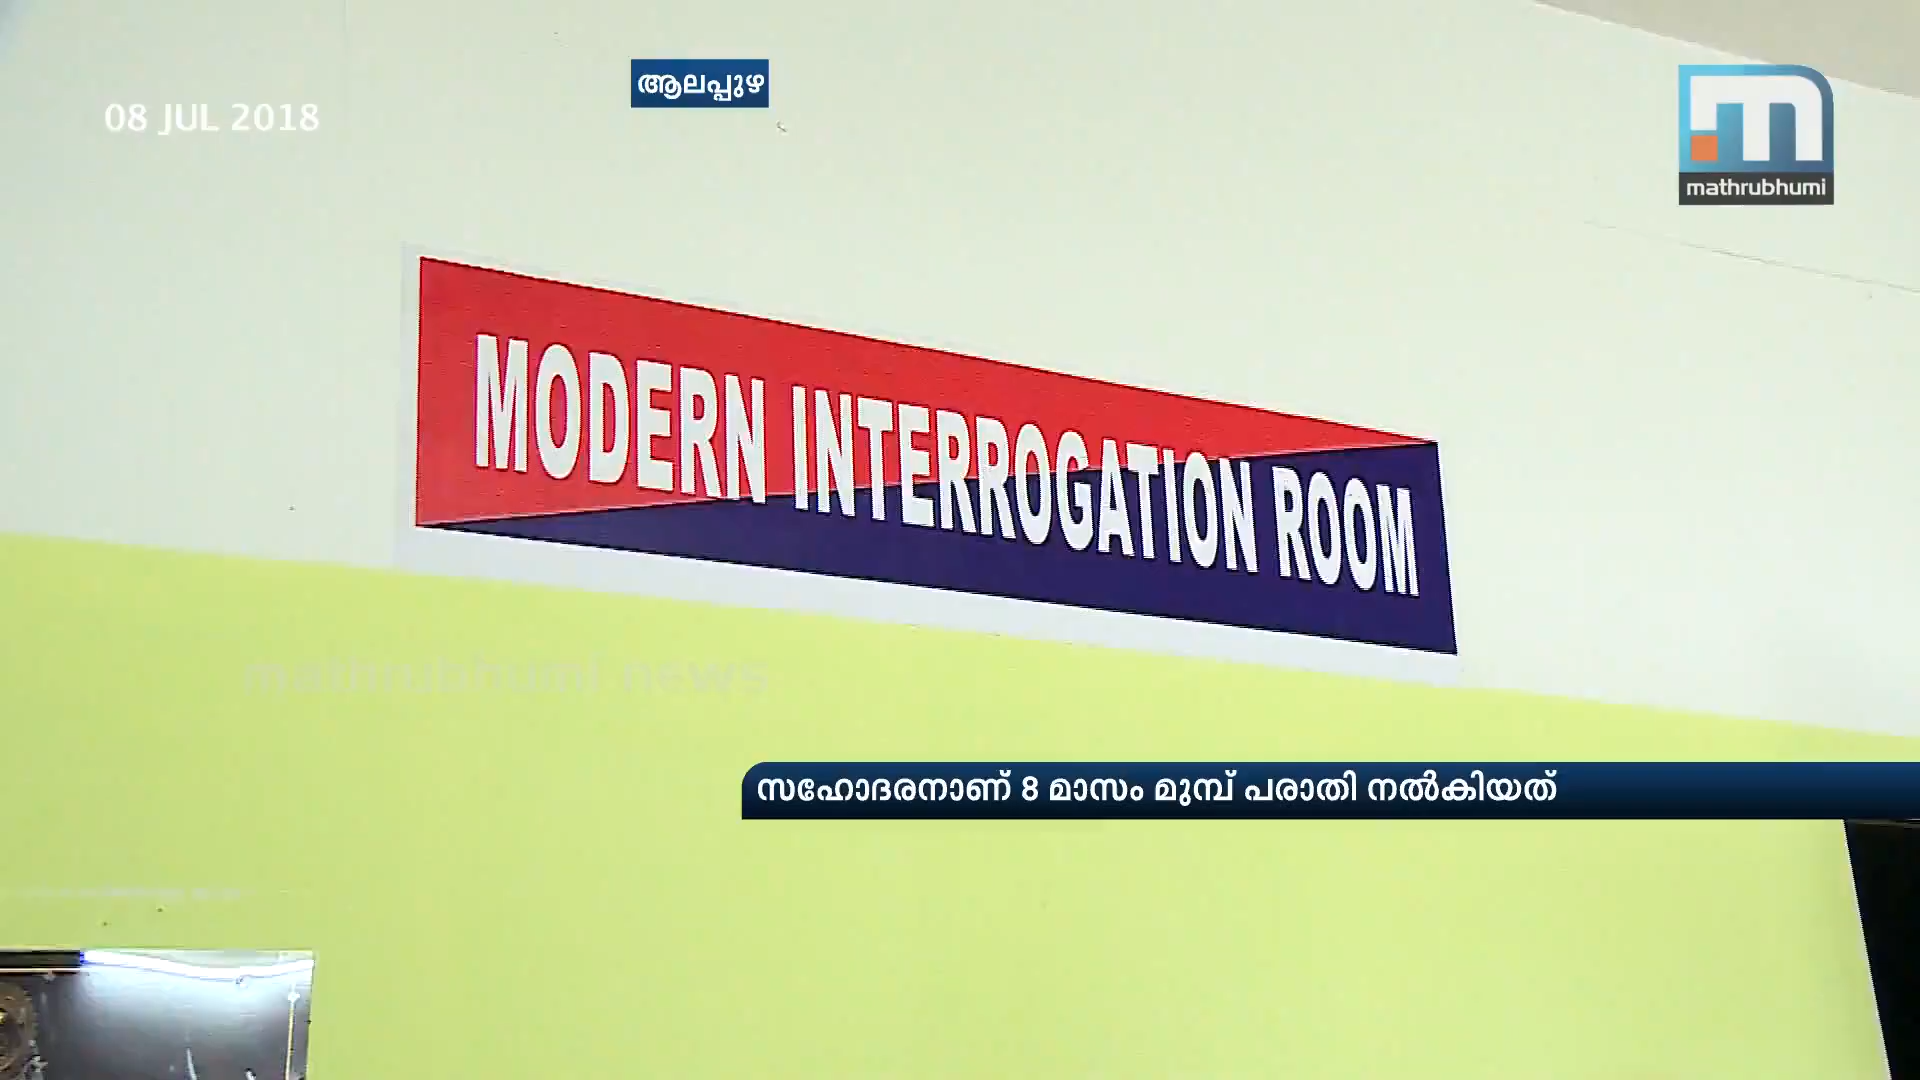 ആലപ്പുഴ
08 JUL 2018
mathrubhumi
MODERN INTERROGATION ROOM
mathrubhumi news
സഹോദരനാണ് 8 മാസം മുമ്പ് പരാതി നൽകിയത്